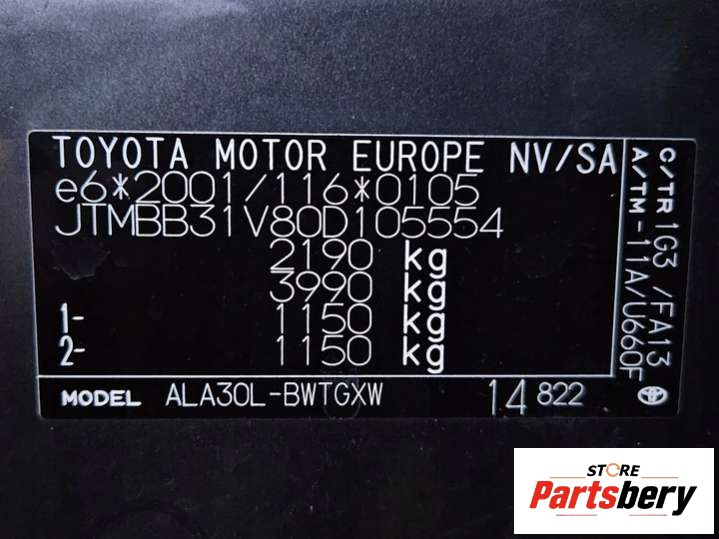 TOYOTA MOTOR EUROPE NV/SA
e6*2001/116*0105
JTMBB31V80D105554
2190 kg
3990 kg
1- 1150 kg
2- 1150 kg
MODEL ALA30L-BWTGXW 14 822
C/TR 1G3 /FA13
A/TM -11A/U660F
STORE
Partsbery